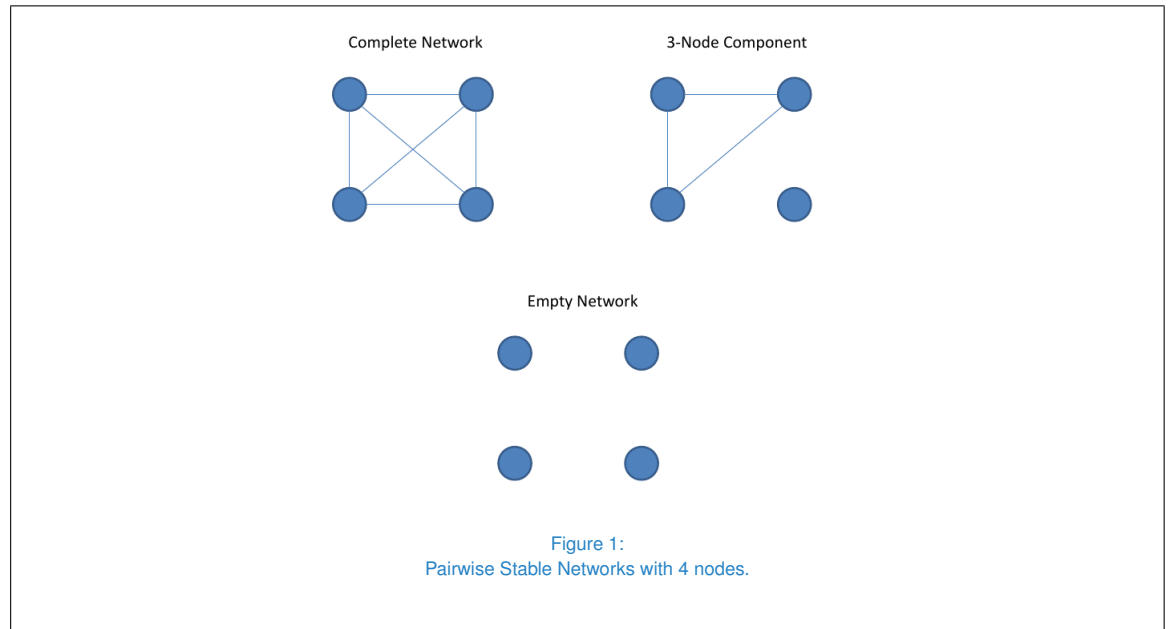 Complete Network
3-Node Component
Empty Network
Figure 1:
Pairwise Stable Networks with 4 nodes.